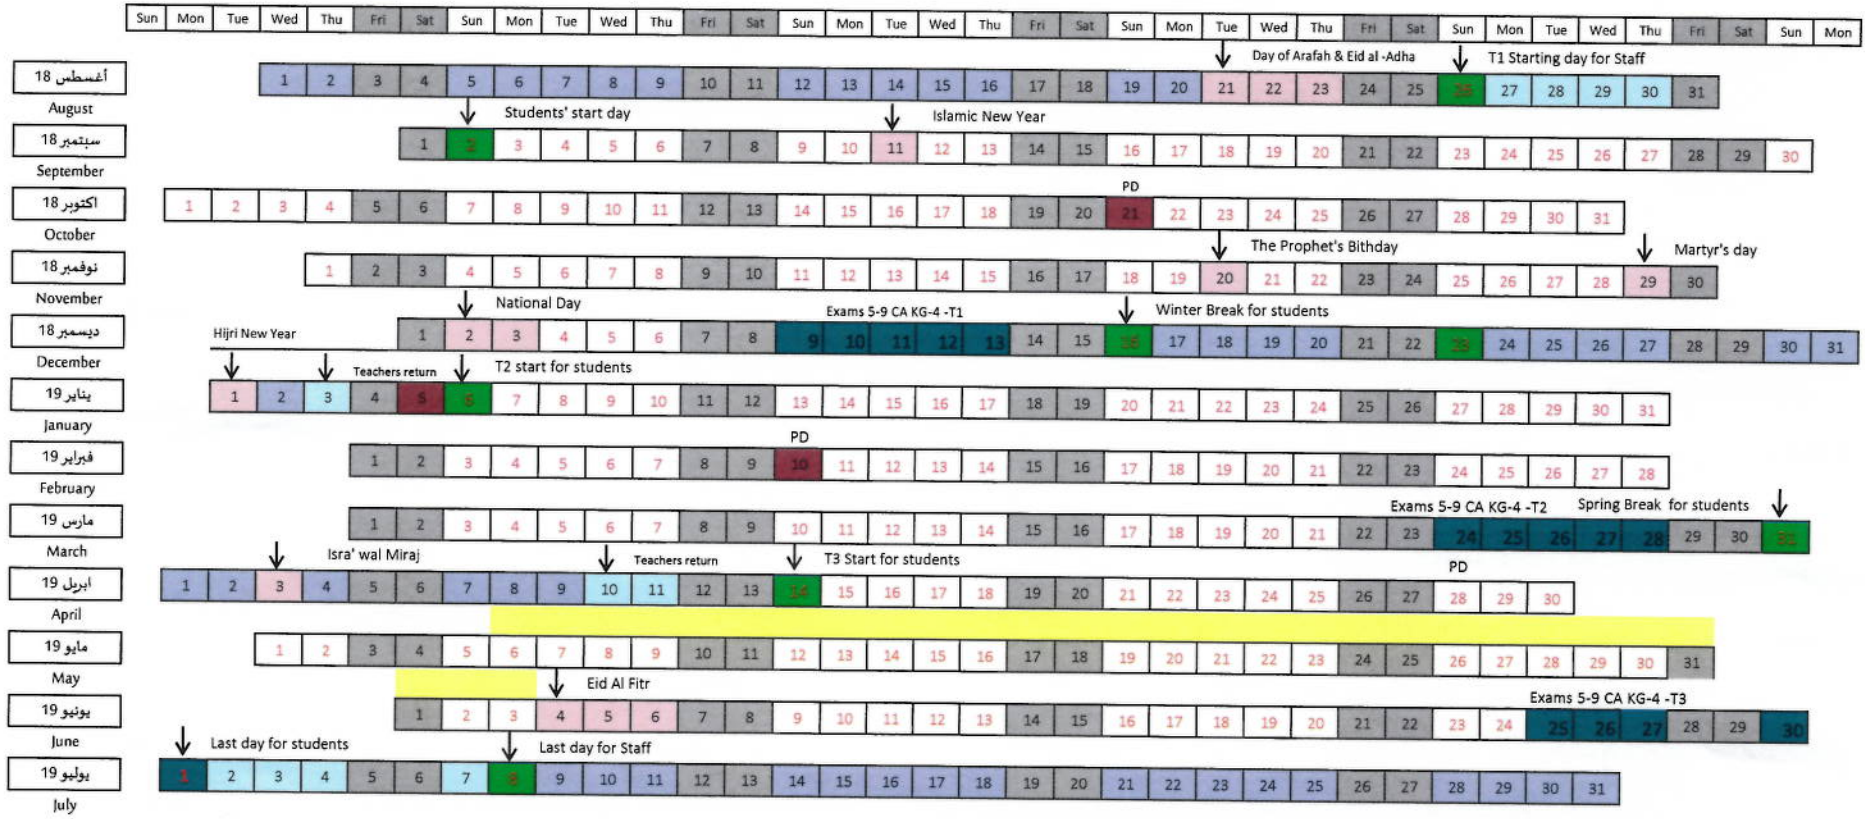 Sun Mon Tue Wed Thu Fri Sat Sun Mon Tue Wed Thu Fri Sat Sun Mon Tue Wed Thu Fri Sat Sun Mon Tue Wed Thu Fri Sat Sun Mon Tue Wed Thu Fri Sat Sun Mon
Day of Arafah & Eid al -Adha T1 Starting day for Staff
أغسطس 18 1 2 3 4 5 6 7 8 9 10 11 12 13 14 15 16 17 18 19 20 21 22 23 24 25 26 27 28 29 30 31
August
Students' start day Islamic New Year
سبتمبر 18 1 2 3 4 5 6 7 8 9 10 11 12 13 14 15 16 17 18 19 20 21 22 23 24 25 26 27 28 29 30
September
PD
اكتوبر 18 1 2 3 4 5 6 7 8 9 10 11 12 13 14 15 16 17 18 19 20 21 22 23 24 25 26 27 28 29 30 31
October
The Prophet's Bithday Martyr's day
نوفمبر 18 1 2 3 4 5 6 7 8 9 10 11 12 13 14 15 16 17 18 19 20 21 22 23 24 25 26 27 28 29 30
November
National Day Exams 5-9 CA KG-4 -T1 Winter Break for students
ديسمبر 18 1 2 3 4 5 6 7 8 9 10 11 12 13 14 15 16 17 18 19 20 21 22 23 24 25 26 27 28 29 30 31
December
Hijri New Year Teachers return T2 start for students
يناير 19 1 2 3 4 5 6 7 8 9 10 11 12 13 14 15 16 17 18 19 20 21 22 23 24 25 26 27 28 29 30 31
January
PD
فبراير 19 1 2 3 4 5 6 7 8 9 10 11 12 13 14 15 16 17 18 19 20 21 22 23 24 25 26 27 28
February
Exams 5-9 CA KG-4 -T2 Spring Break for students
مارس 19 1 2 3 4 5 6 7 8 9 10 11 12 13 14 15 16 17 18 19 20 21 22 23 24 25 26 27 28 29 30 31
March
Isra' wal Miraj Teachers return T3 Start for students PD
ابريل 19 1 2 3 4 5 6 7 8 9 10 11 12 13 14 15 16 17 18 19 20 21 22 23 24 25 26 27 28 29 30
April
مايو 19 1 2 3 4 5 6 7 8 9 10 11 12 13 14 15 16 17 18 19 20 21 22 23 24 25 26 27 28 29 30 31
May
Eid Al Fitr Exams 5-9 CA KG-4 -T3
يونيو 19 1 2 3 4 5 6 7 8 9 10 11 12 13 14 15 16 17 18 19 20 21 22 23 24 25 26 27 28 29 30
June
Last day for students Last day for Staff
يوليو 19 1 2 3 4 5 6 7 8 9 10 11 12 13 14 15 16 17 18 19 20 21 22 23 24 25 26 27 28 29 30 31
July